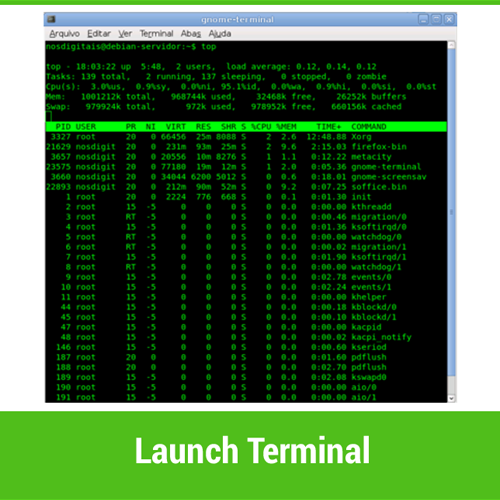 gnome-terminal
Arquivo Editar Ver Terminal Abas Ajuda
nosdigitais@debian-servidor:~$ top
top - 18:03:22 up 5:48, 2 users, load average: 0.12, 0.14, 0.12
Tasks: 139 total, 2 running, 137 sleeping, 0 stopped, 0 zombie
Cpu(s): 3.0%us, 0.9%sy, 0.0%ni, 95.1%id, 0.0%wa, 0.9%hi, 0.0%si, 0.0%st
Mem: 1001212k total, 968744k used, 32468k free, 26252k buffers
Swap: 979924k total, 972k used, 978952k free, 660156k cached
PID USER PR NI VIRT RES SHR S %CPU %MEM TIME+ COMMAND
3327 root 20 0 66456 25m 8088 S 2 2.6 12:48.88 Xorg
21629 nosdigit 20 0 231m 93m 25m S 2 9.6 2:15.03 firefox-bin
3657 nosdigit 20 0 20556 10m 8276 S 1 1.1 0:12.22 metacity
23575 nosdigit 20 0 77180 19m 12m S 1 2.0 0:05.36 gnome-terminal
3660 nosdigit 20 0 34044 6200 5012 S 0 0.6 0:18.01 gnome-screensav
22893 nosdigit 20 0 212m 90m 52m S 0 9.2 0:07.25 soffice.bin
1 root 20 0 2224 776 668 S 0 0.1 0:01.30 init
2 root 15 -5 0 0 0 S 0 0.0 0:00.00 kthreadd
3 root RT -5 0 0 0 S 0 0.0 0:00.46 migration/0
4 root 15 -5 0 0 0 S 0 0.0 0:01.36 ksoftirqd/0
5 root RT -5 0 0 0 S 0 0.0 0:00.00 watchdog/0
6 root RT -5 0 0 0 S 0 0.0 0:00.02 migration/1
7 root 15 -5 0 0 0 S 0 0.0 0:01.90 ksoftirqd/1
8 root RT -5 0 0 0 S 0 0.0 0:00.00 watchdog/1
9 root 15 -5 0 0 0 S 0 0.0 0:02.78 events/0
10 root 15 -5 0 0 0 S 0 0.0 0:02.24 events/1
11 root 15 -5 0 0 0 S 0 0.0 0:00.00 khelper
44 root 15 -5 0 0 0 S 0 0.0 0:00.18 kblockd/0
45 root 15 -5 0 0 0 S 0 0.0 0:00.10 kblockd/1
47 root 15 -5 0 0 0 S 0 0.0 0:00.00 kacpid
48 root 15 -5 0 0 0 S 0 0.0 0:00.02 kacpi_notify
146 root 15 -5 0 0 0 S 0 0.0 0:00.60 kseriod
187 root 20 0 0 0 0 S 0 0.0 0:01.60 pdflush
188 root 20 0 0 0 0 S 0 0.0 0:02.70 pdflush
189 root 15 -5 0 0 0 S 0 0.0 0:02.08 kswapd0
190 root 15 -5 0 0 0 S 0 0.0 0:00.00 aio/0
191 root 15 -5 0 0 0 S 0 0.0 0:00.00 aio/1
Launch Terminal